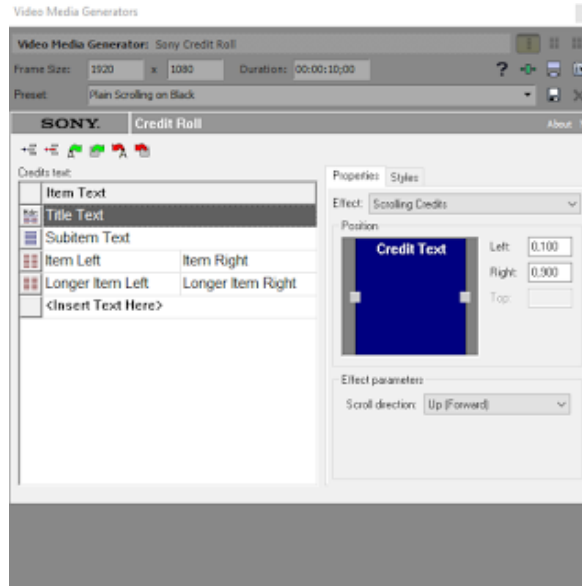 Video Media Generators
Video Media Generator: Sony Credit Roll
Frame Size: 1920 x 1080 Duration: 00:00:10;00 ?
Preset: Plain Scrolling on Black
SONY. Credit Roll About
Credits text:
Properties Styles
Item Text
Effect: Scrolling Credits
Title Text
Position
Subitem Text
Credit Text
Left: 0.100
Item Left Item Right
Right: 0.900
Longer Item Left Longer Item Right
Top:
<Insert Text Here>
Effect parameters
Scroll direction: Up (Forward)